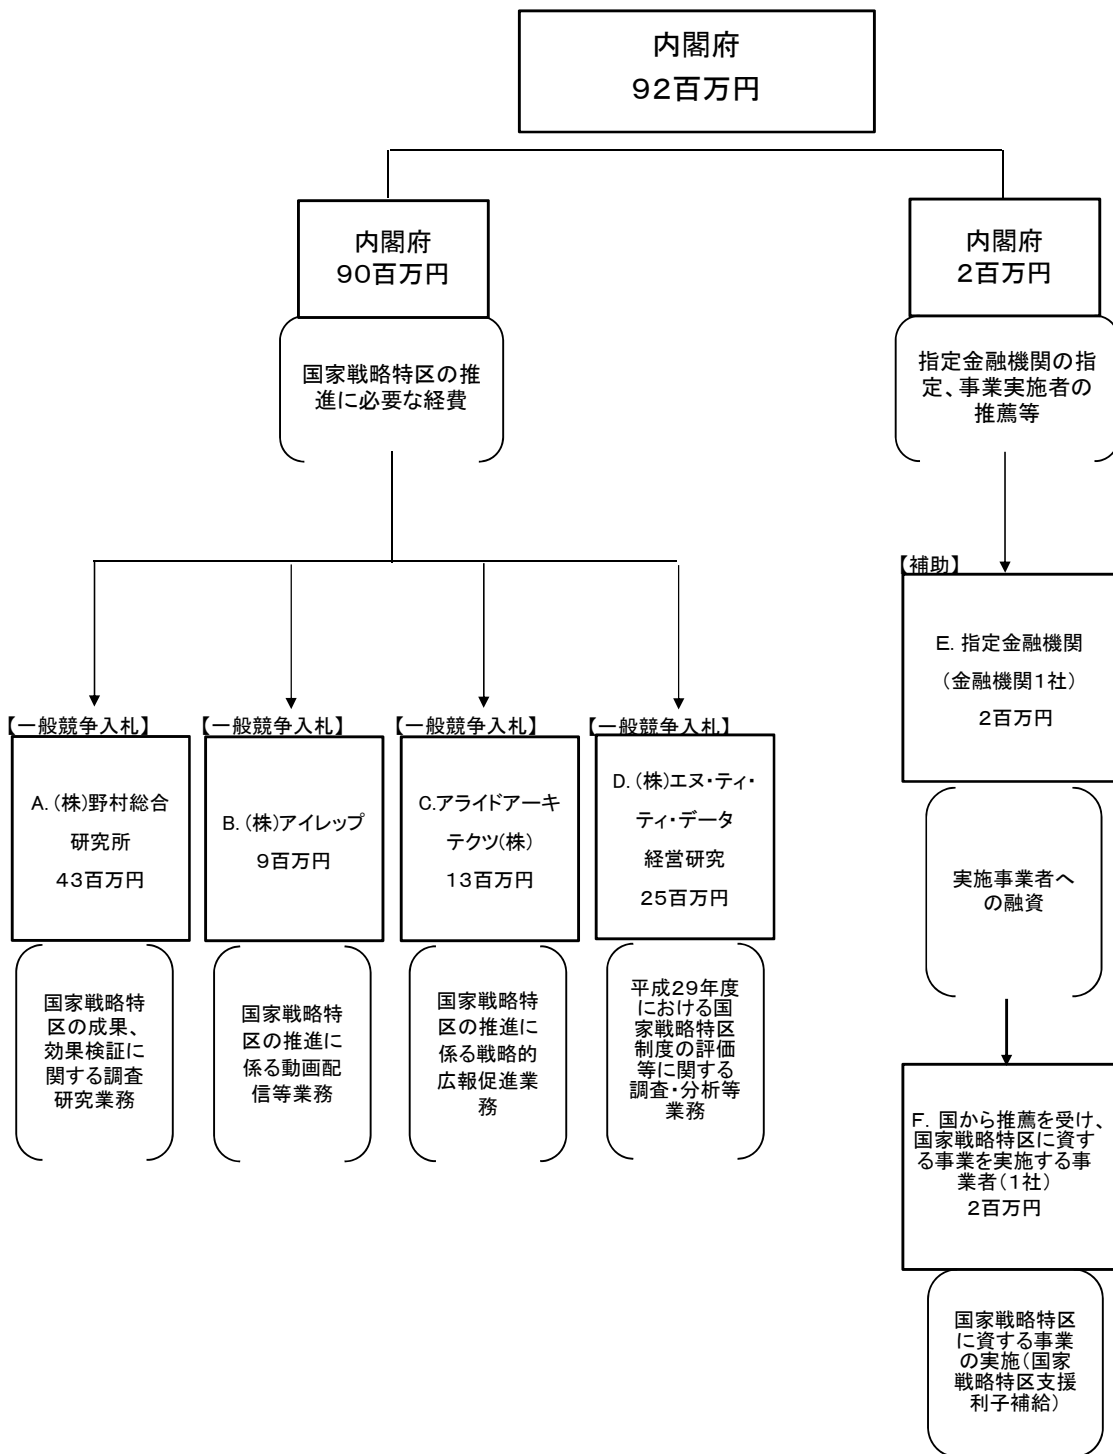 内閣府
92百万円
内閣府
90百万円
国家戦略特区の推
進に必要な経費
内閣府
2百万円
指定金融機関の指
定、事業実施者の
推薦等
【一般競争入札】
A. (株)野村総合
研究所
43百万円
国家戦略特
区の成果、
効果検証に
関する調査
研究業務
【一般競争入札】
B. (株)アイレップ
9百万円
国家戦略特
区の推進に
係る動画配
信等業務
【一般競争入札】
C.アライドアーキ
テクツ(株)
13百万円
国家戦略特
区の推進に
係る戦略的
広報促進業
務
【一般競争入札】
D. (株)エヌ・ティ・
ティ・データ
経営研究
25百万円
平成29年度
における国
家戦略特区
制度の評価
等に関する
調査・分析等
業務
【補助】
E. 指定金融機関
(金融機関1社)
2百万円
実施事業者へ
の融資
F. 国から推薦を受け、
国家戦略特区に資す
る事業を実施する事
業者(1社)
2百万円
国家戦略特区
に資する事業
の実施(国家
戦略特区支援
利子補給)